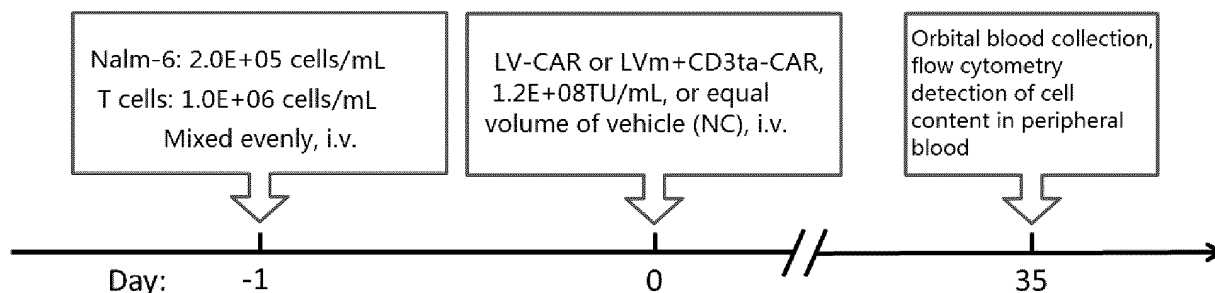 Nalm-6: 2.0E+05 cells/mL
T cells: 1.0E+06 cells/mL
Mixed evenly, i.v.
LV-CAR or LVm+CD3ta-CAR,
1.2E+08TU/mL, or equal
volume of vehicle (NC), i.v.
Orbital blood collection,
flow cytometry
detection of cell
content in peripheral
blood
Day: -1 0 35